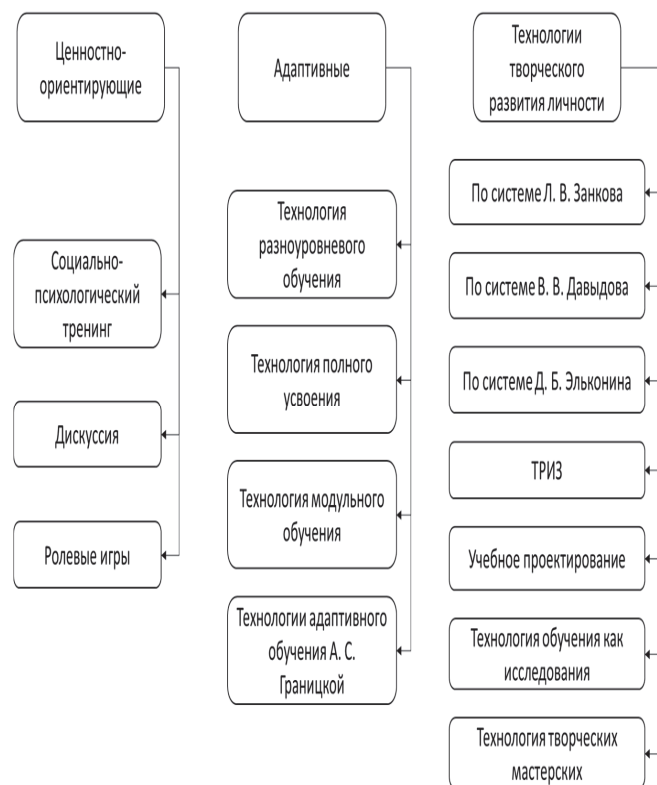 Ценностно-
ориентирующие
Социально-
психологический
тренинг
Дискуссия
Ролевые игры
Адаптивные
Технология
разноуровневого
обучения
Технология полного
усвоения
Технология модульного
обучения
Технологии адаптивного
обучения А. С.
Границкой
Технологии
творческого
развития личности
По системе Л. В. Занкова
По системе В. В. Давыдова
По системе Д. Б. Эльконина
ТРИЗ
Учебное проектирование
Технология обучения как
исследования
Технология творческих
мастерских